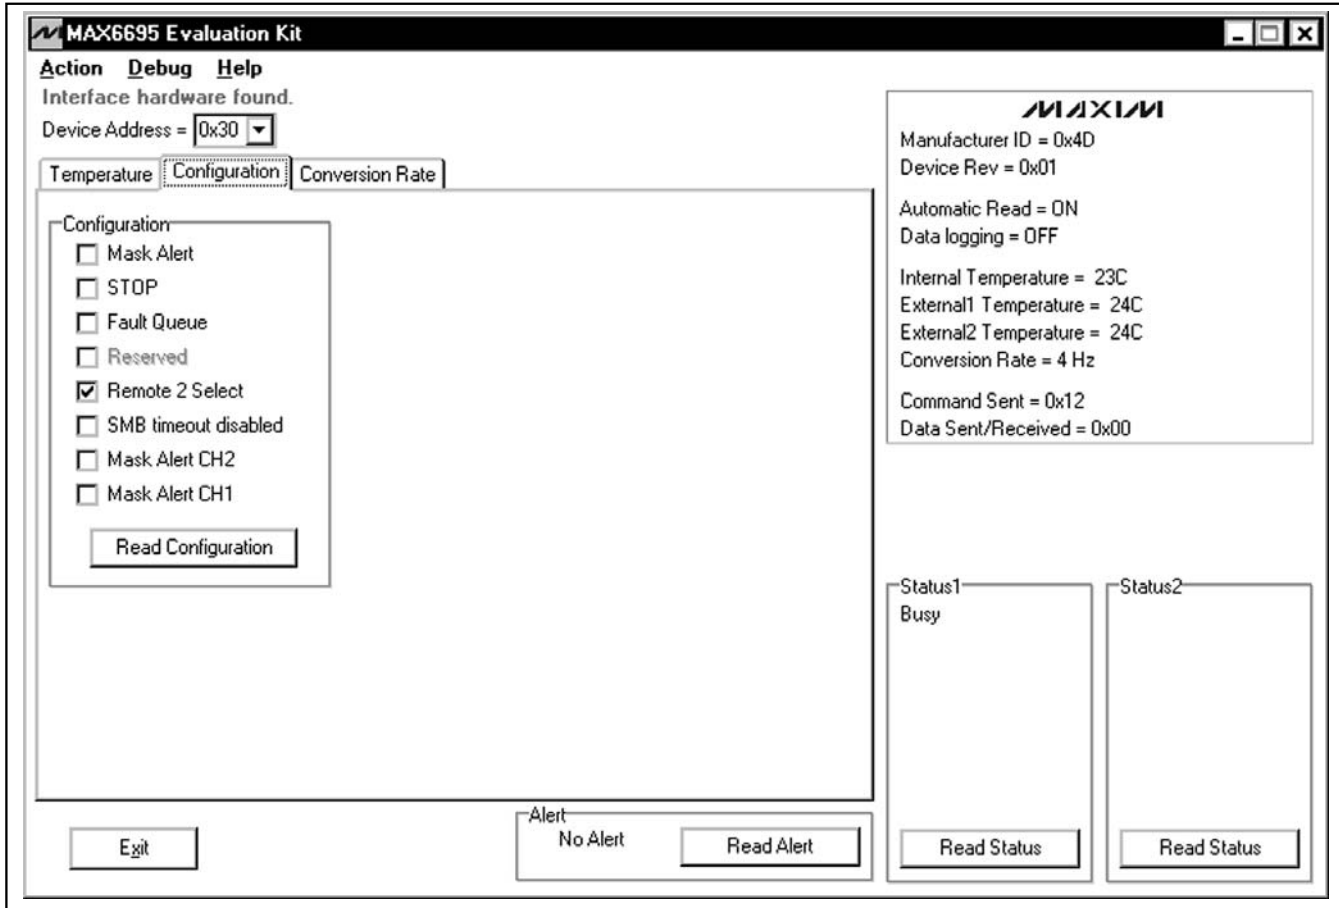 MAX6695 Evaluation Kit
Action Debug Help
Interface hardware found.
Device Address = 0x30
Temperature Configuration Conversion Rate
Configuration
Mask Alert
STOP
Fault Queue
Reserved
Remote 2 Select
SMB timeout disabled
Mask Alert CH2
Mask Alert CH1
Read Configuration
MAXIM
Manufacturer ID = 0x4D
Device Rev = 0x01
Automatic Read = ON
Data logging = OFF
Internal Temperature = 23C
External1 Temperature = 24C
External2 Temperature = 24C
Conversion Rate = 4 Hz
Command Sent = 0x12
Data Sent/Received = 0x00
Status1
Busy
Read Status
Status2
Read Status
Exit
Alert
No Alert
Read Alert